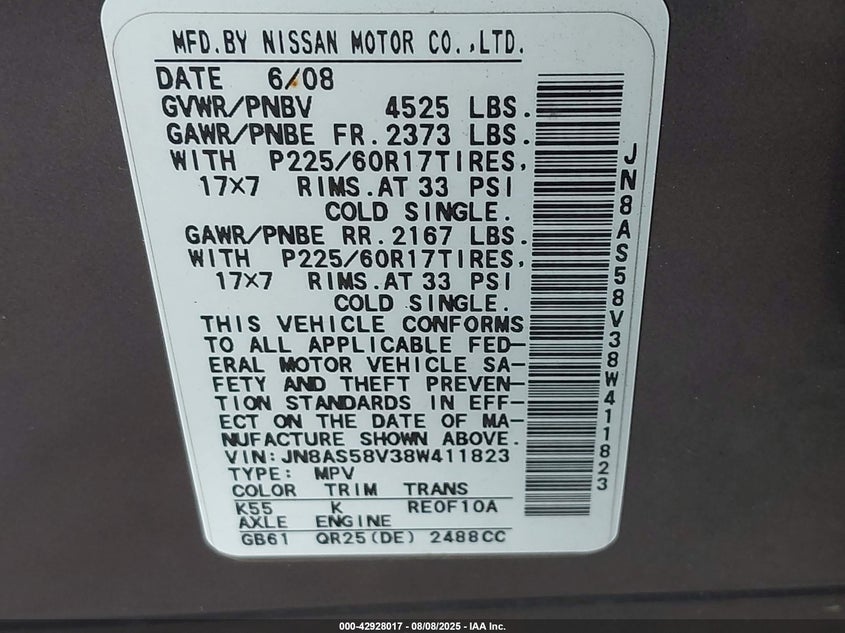 MFD.BY NISSAN MOTOR CO.,LTD.
DATE 6/08
GVWR/PNBV 4525 LBS.
GAWR/PNBE FR.2373 LBS.
WITH P225/60R17TIRES,
17×7 RIMS.AT 33 PSI
COLD SINGLE.
GAWR/PNBE RR.2167 LBS.
WITH P225/60R17TIRES,
17×7 RIMS.AT 33 PSI
COLD SINGLE.
THIS VEHICLE CONFORMS
TO ALL APPLICABLE FED-
ERAL MOTOR VEHICLE SA-
FETY AND THEFT PREVEN-
TION STANDARDS IN EFF-
ECT ON THE DATE OF MA-
NUFACTURE SHOWN ABOVE.
VIN:JN8AS58V38W411823
TYPE: MPV
COLOR TRIM TRANS
K55 K RE0F10A
AXLE ENGINE
GB61 QR25(DE) 2488CC
JN8AS58V38W411823
000-42928017 - 08/08/2025 - IAA Inc.